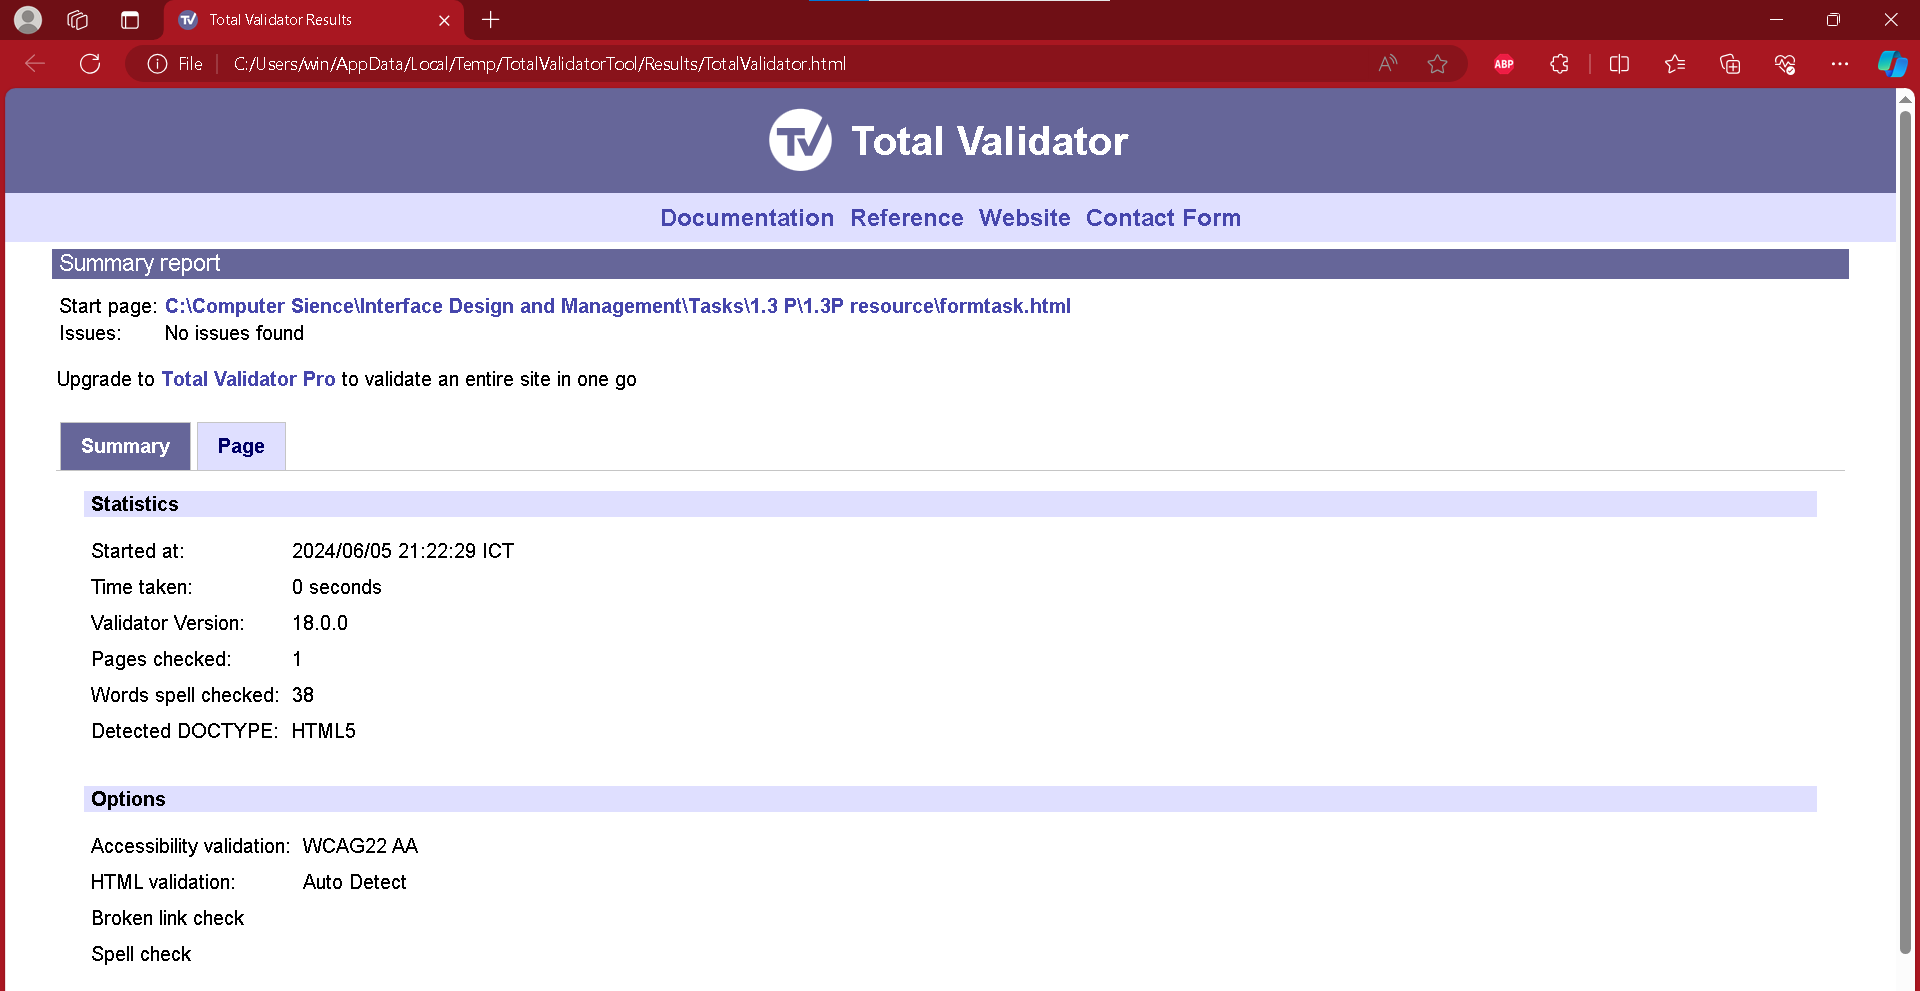 Total Validator Results
File C:/Users/win/AppData/Local/Temp/TotalValidatorTool/Results/TotalValidator.html
ABP
TV Total Validator
Documentation Reference Website Contact Form
Summary report
Start page: C:\Computer Sience\Interface Design and Management\Tasks\1.3 P\1.3P resource\formtask.html
Issues: No issues found
Upgrade to Total Validator Pro to validate an entire site in one go
Summary Page
Statistics
Started at: 2024/06/05 21:22:29 ICT
Time taken: 0 seconds
Validator Version: 18.0.0
Pages checked: 1
Words spell checked: 38
Detected DOCTYPE: HTML5
Options
Accessibility validation: WCAG22 AA
HTML validation: Auto Detect
Broken link check
Spell check